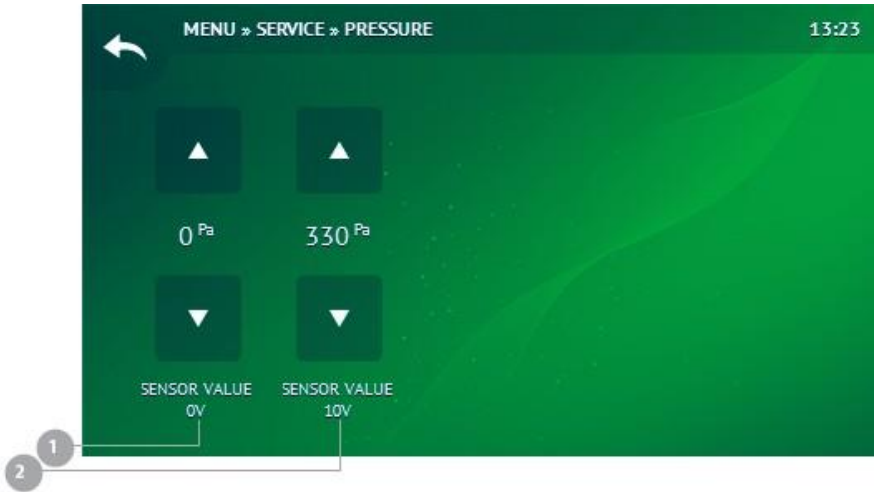 MENU » SERVICE » PRESSURE
13:23
0 Pa
330 Pa
SENSOR VALUE
0V
SENSOR VALUE
10V
1
2